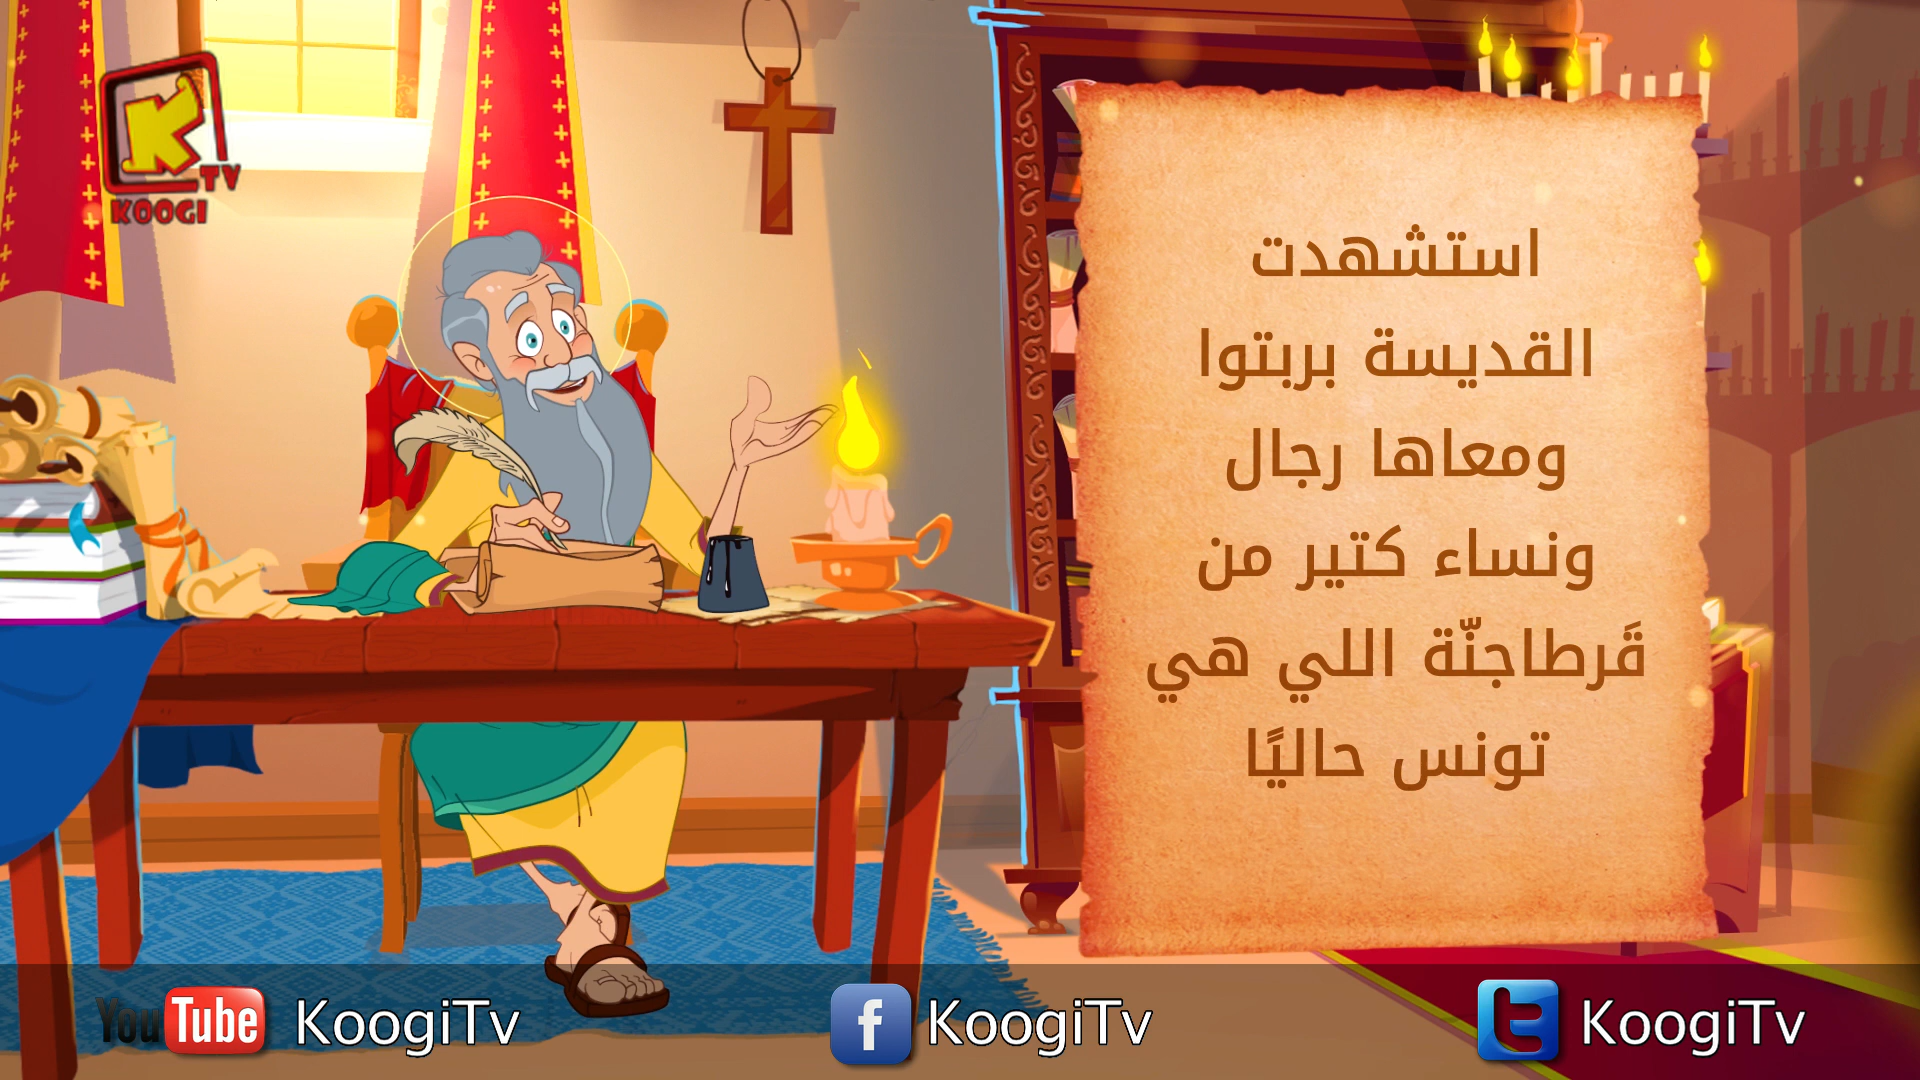 K TV
KOOGI
استشهدت
القديسة بربتوا
ومعاها رجال
ونساء كتير من
قَرطاجنّة اللي هي
تونس حاليًا
YouTube KoogiTv f KoogiTv t KoogiTv